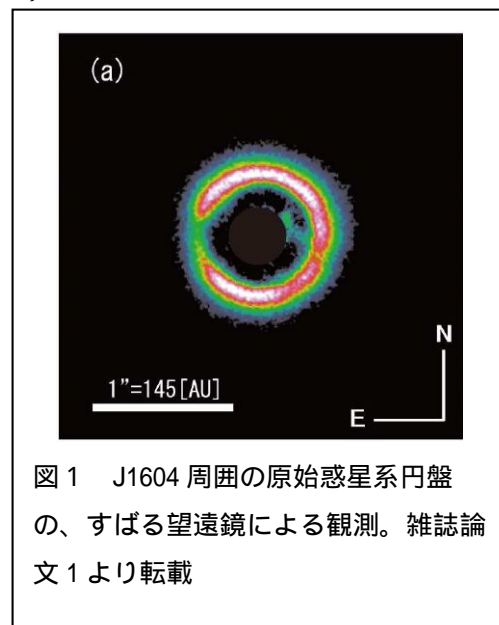 (a)
N
1"=145[AU]
E
図1　J1604 周囲の原始惑星系円盤
の、すばる望遠鏡による観測。雑誌論
文1より転載